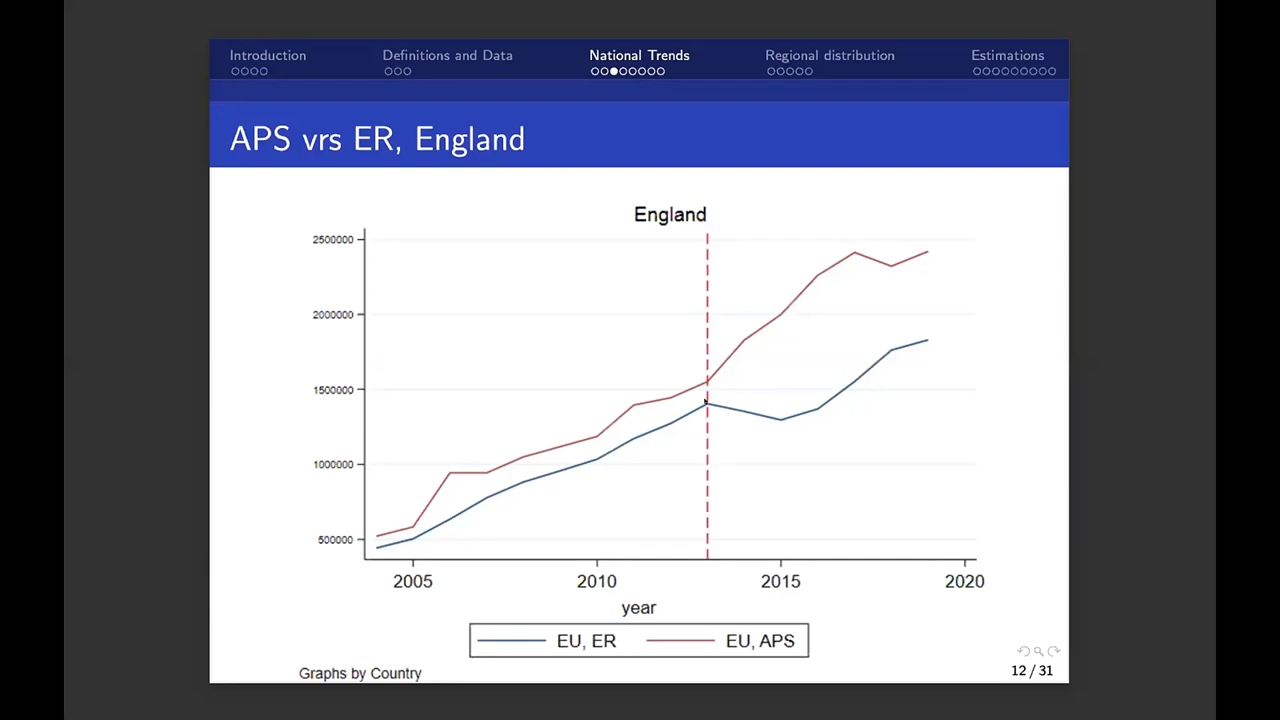 Introduction Definitions and Data National Trends Regional distribution Estimations
APS vrs ER, England
England
2500000
2000000
1500000
1000000
500000
2005 2010 2015 2020
year
EU, ER EU, APS
Graphs by Country
12 / 31